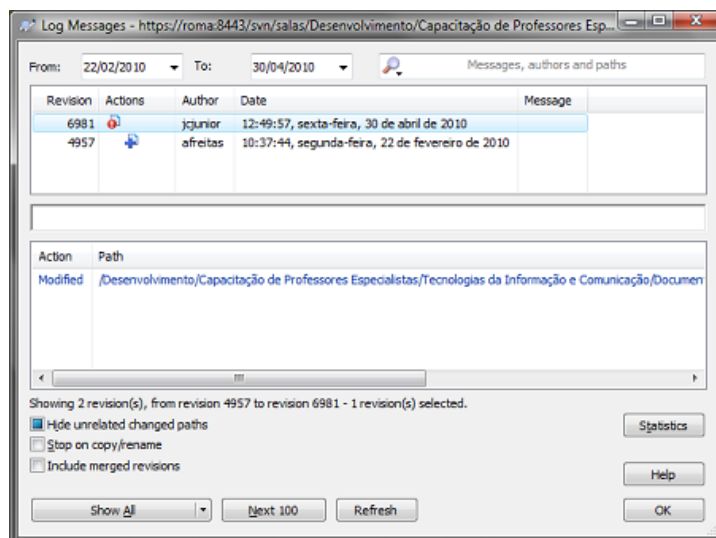 Log Messages - https://roma:8443/svn/salas/Desenvolvimento/Capacitação de Professores Esp...
From: 22/02/2010 To: 30/04/2010 Messages, authors and paths
Revision Actions Author Date Message
6981 jcjunior 12:49:57, sexta-feira, 30 de abril de 2010
4957 afreitas 10:37:44, segunda-feira, 22 de fevereiro de 2010
Action Path
Modified /Desenvolvimento/Capacitação de Professores Especialistas/Tecnologias da Informação e Comunicação/Documen
Showing 2 revision(s), from revision 4957 to revision 6981 - 1 revision(s) selected.
Hide unrelated changed paths
Statistics
Stop on copy/rename
Include merged revisions
Help
Show All Next 100 Refresh OK